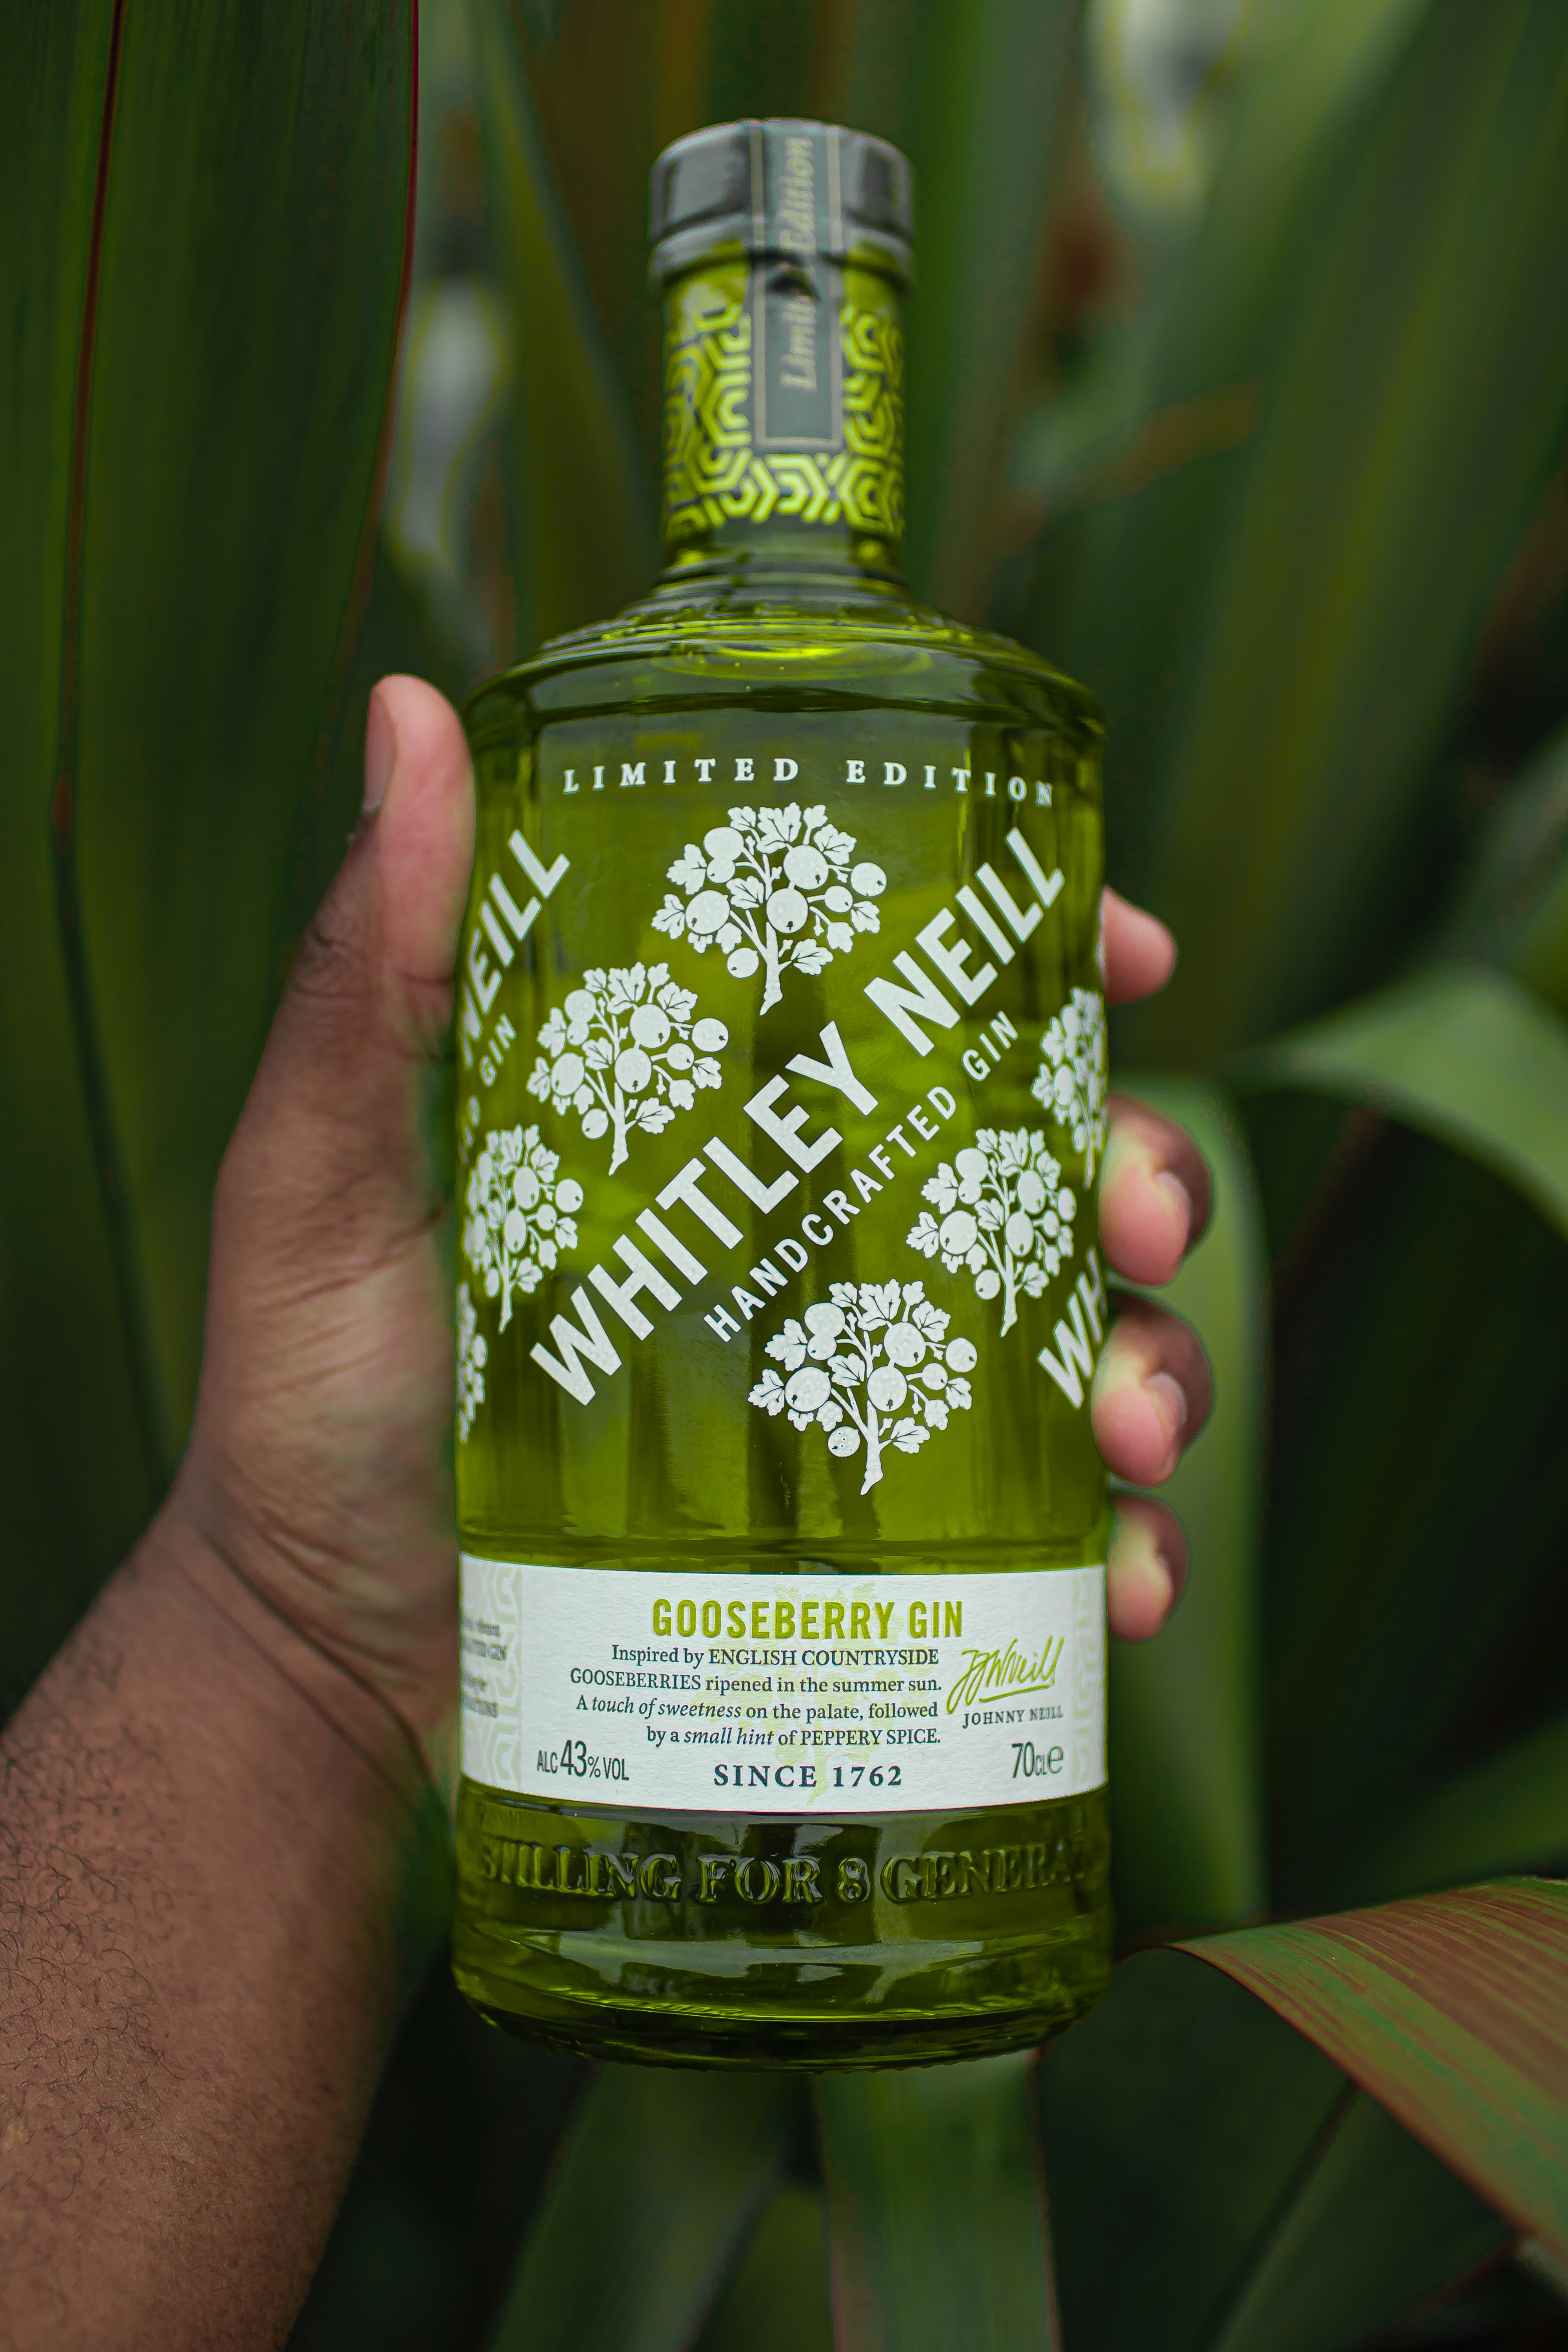 Limited Edition
LIMITED EDITION
NEILL
GIN
WHITLEY NEILL
HANDCRAFTED GIN
WH
GOOSEBERRY GIN
Inspired by ENGLISH COUNTRYSIDE
GOOSEBERRIES ripened in the summer sun.
A touch of sweetness on the palate, followed
by a small hint of PEPPERY SPICE.
JOHNNY NEILL
ALC 43% VOL
SINCE 1762
70CLe
STILLING FOR 8 GENERA